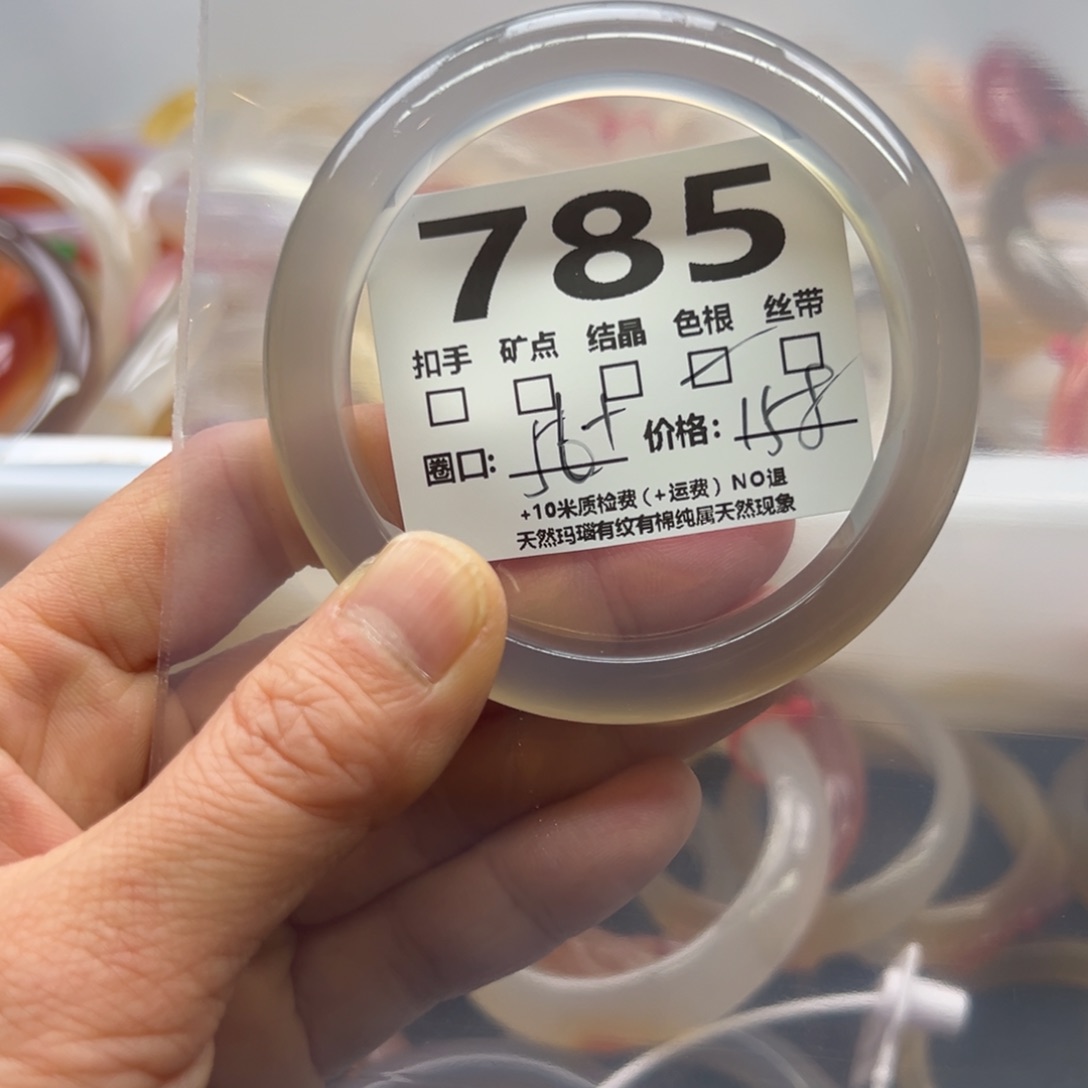 785
扣手 矿点 结晶 色根 丝带
□ □ □ ☑ □
圈口: 56+ 价格: 158
+10米质检费(+运费)NO退
天然玛瑙有纹有棉纯属天然现象